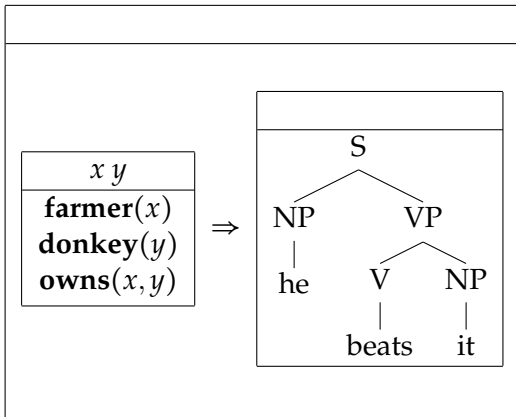 S
x y
farmer(x)
NP VP
donkey(y) ⇒
owns(x, y)
he V NP
beats it